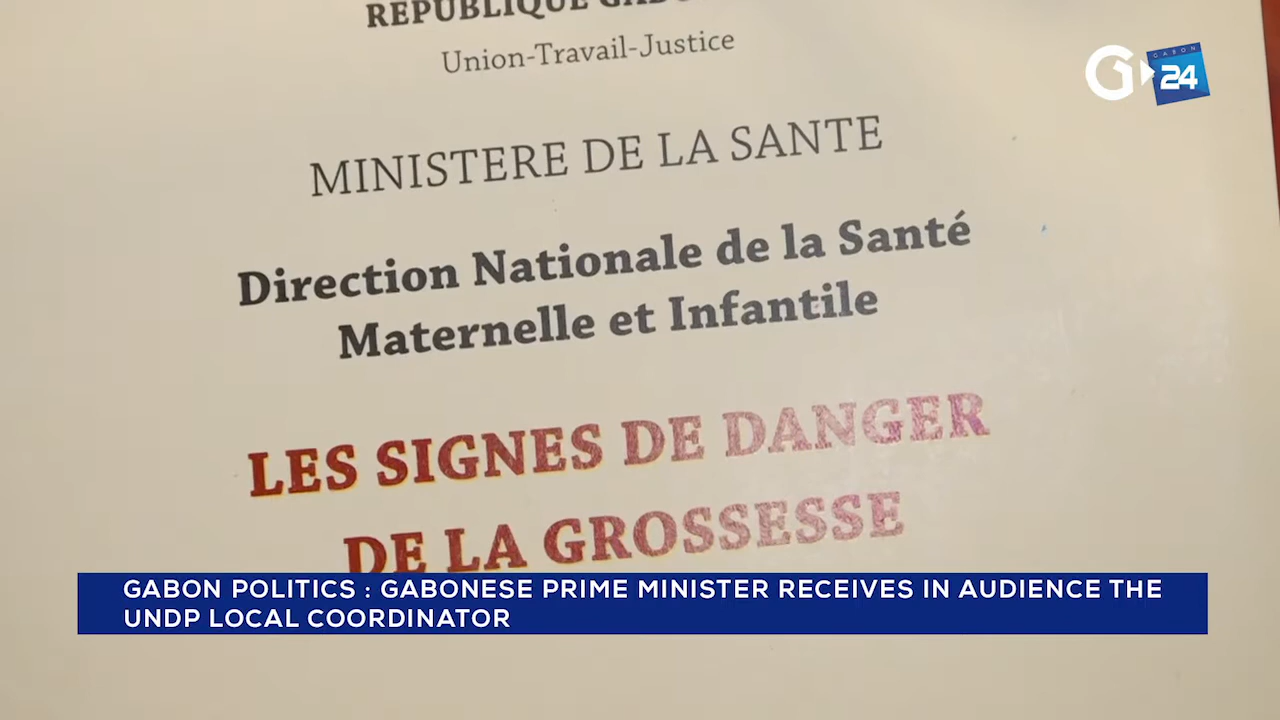 Union-Travail-Justice
GABON
G 24
MINISTERE DE LA SANTE
Direction Nationale de la Santé
Maternelle et Infantile
LES SIGNES DE DANGER
DE LA GROSSESSE
GABON POLITICS : GABONESE PRIME MINISTER RECEIVES IN AUDIENCE THE
UNDP LOCAL COORDINATOR